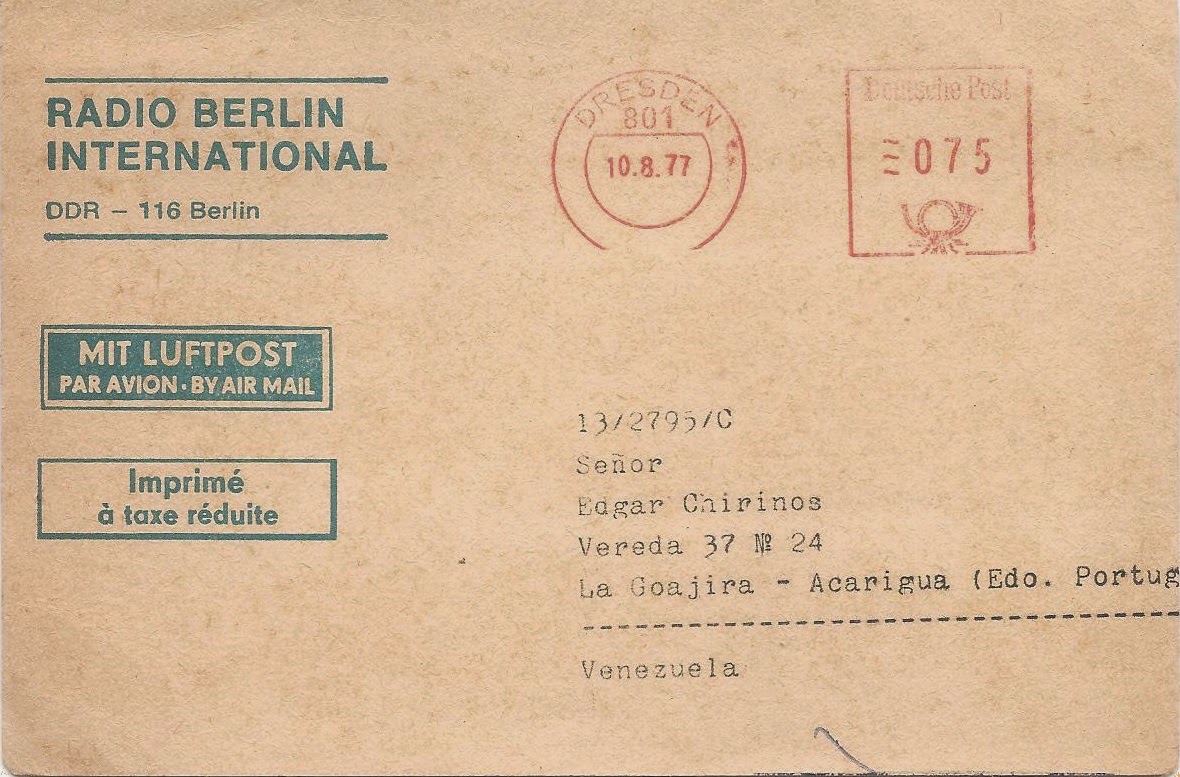 RADIO BERLIN
INTERNATIONAL
DDR – 116 Berlin
DRESDEN
801
10.8.77
Deutsche Post
075
MIT LUFTPOST
PAR AVION · BY AIR MAIL
Imprimé
à taxe réduite
13/2795/C
Señor
Edgar Chirinos
Vereda 37 № 24
La Goajira - Acarigua (Edo. Portug
Venezuela